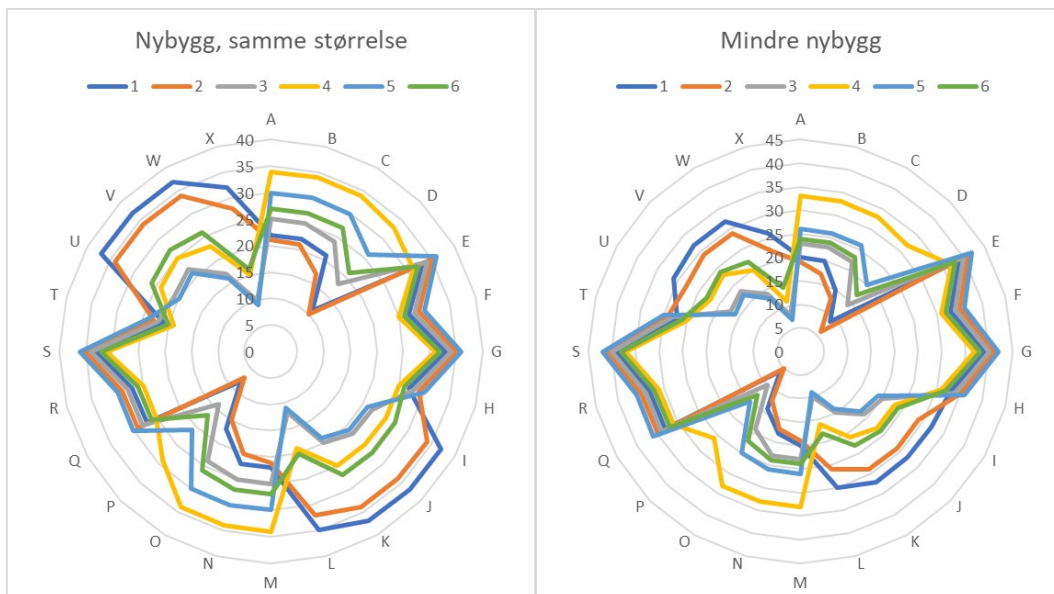 Nybygg, samme størrelse
1 2 3 4 5 6
A
B
C
D
E
F
G
H
I
J
K
L
M
N
O
P
Q
R
S
T
U
V
W
X
40
35
30
25
20
15
10
5
0
Mindre nybygg
1 2 3 4 5 6
A
B
C
D
E
F
G
H
I
J
K
L
M
N
O
P
Q
R
S
T
U
V
W
X
45
40
35
30
25
20
15
10
5
0